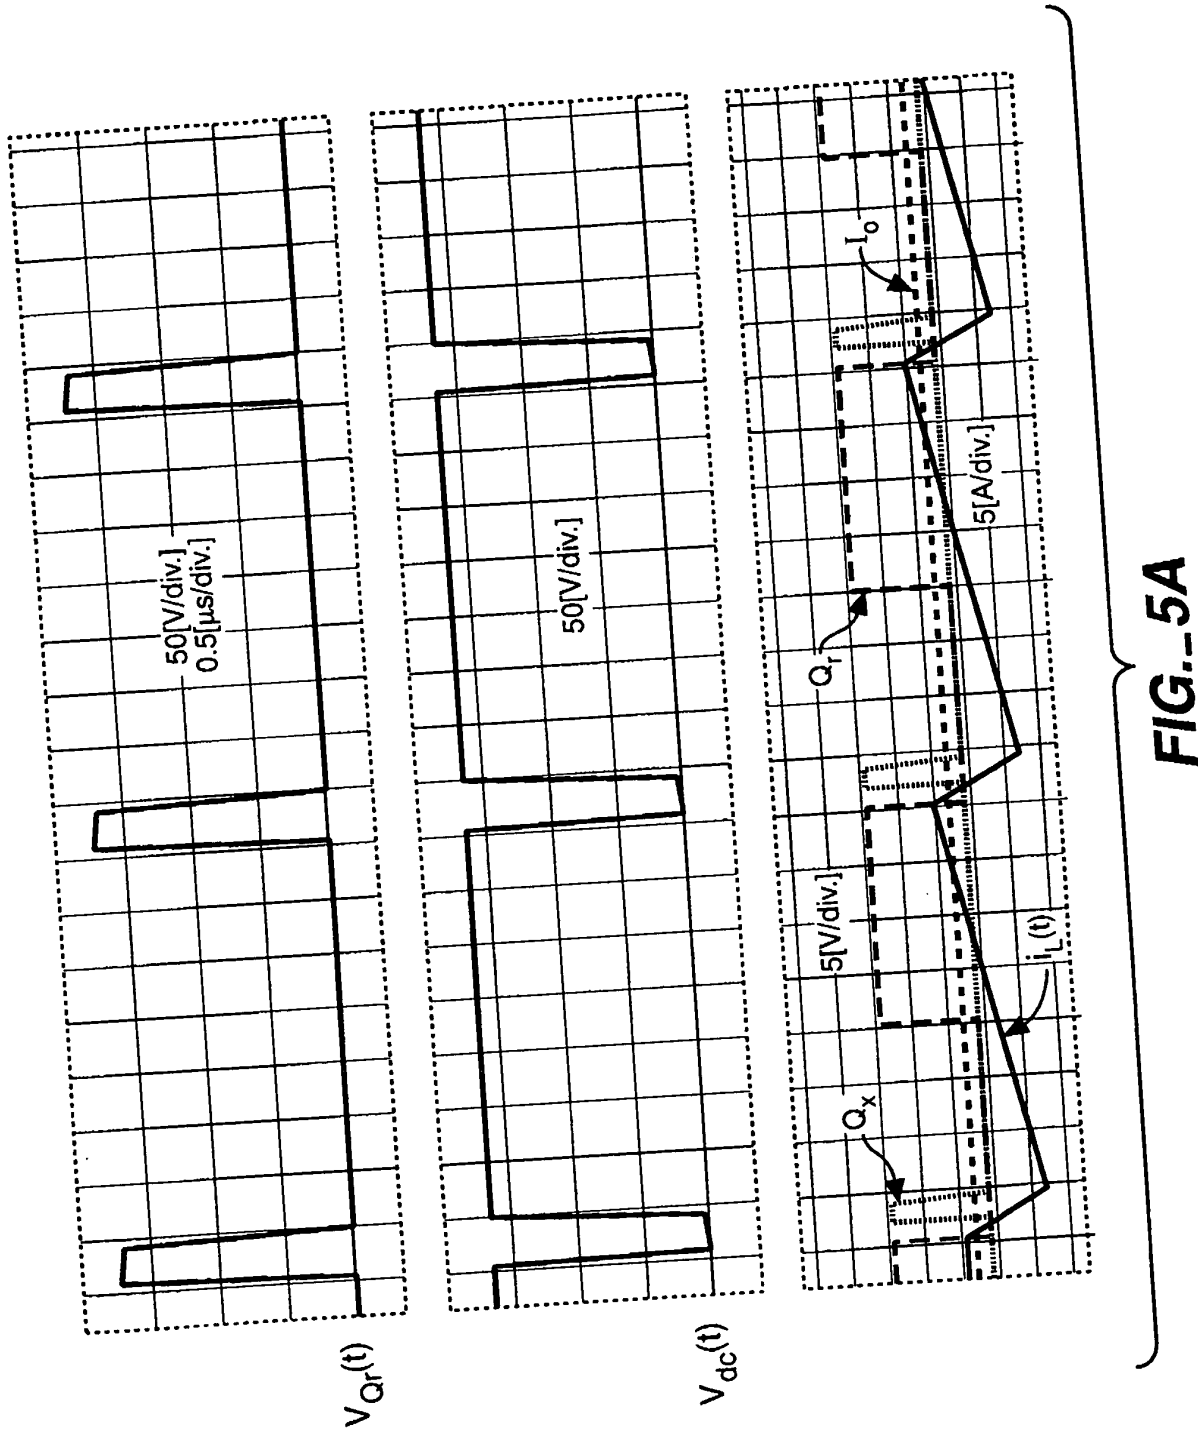 V_Qr(t)
50[V/div.]
0.5[µs/div.]
V_dc(t)
50[V/div.]
Q_x
5[V/div.]
Q_r
I_o
i_L(t)
5[A/div.]
FIG._5A